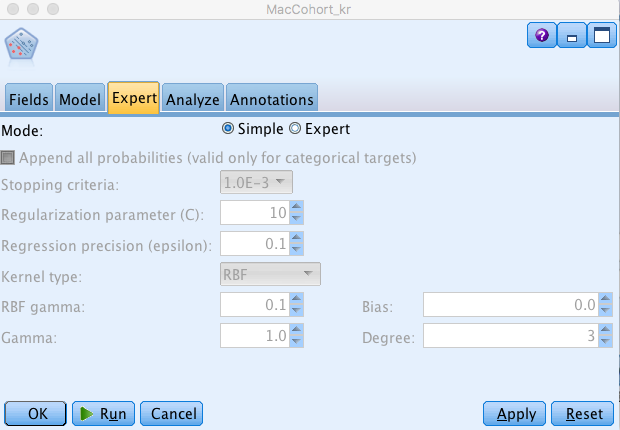 MacCohort_kr
?
Fields Model Expert Analyze Annotations
Mode: Simple Expert
Append all probabilities (valid only for categorical targets)
Stopping criteria: 1.0E-3
Regularization parameter (C): 10
Regression precision (epsilon): 0.1
Kernel type: RBF
RBF gamma: 0.1 Bias: 0.0
Gamma: 1.0 Degree: 3
OK Run Cancel Apply Reset